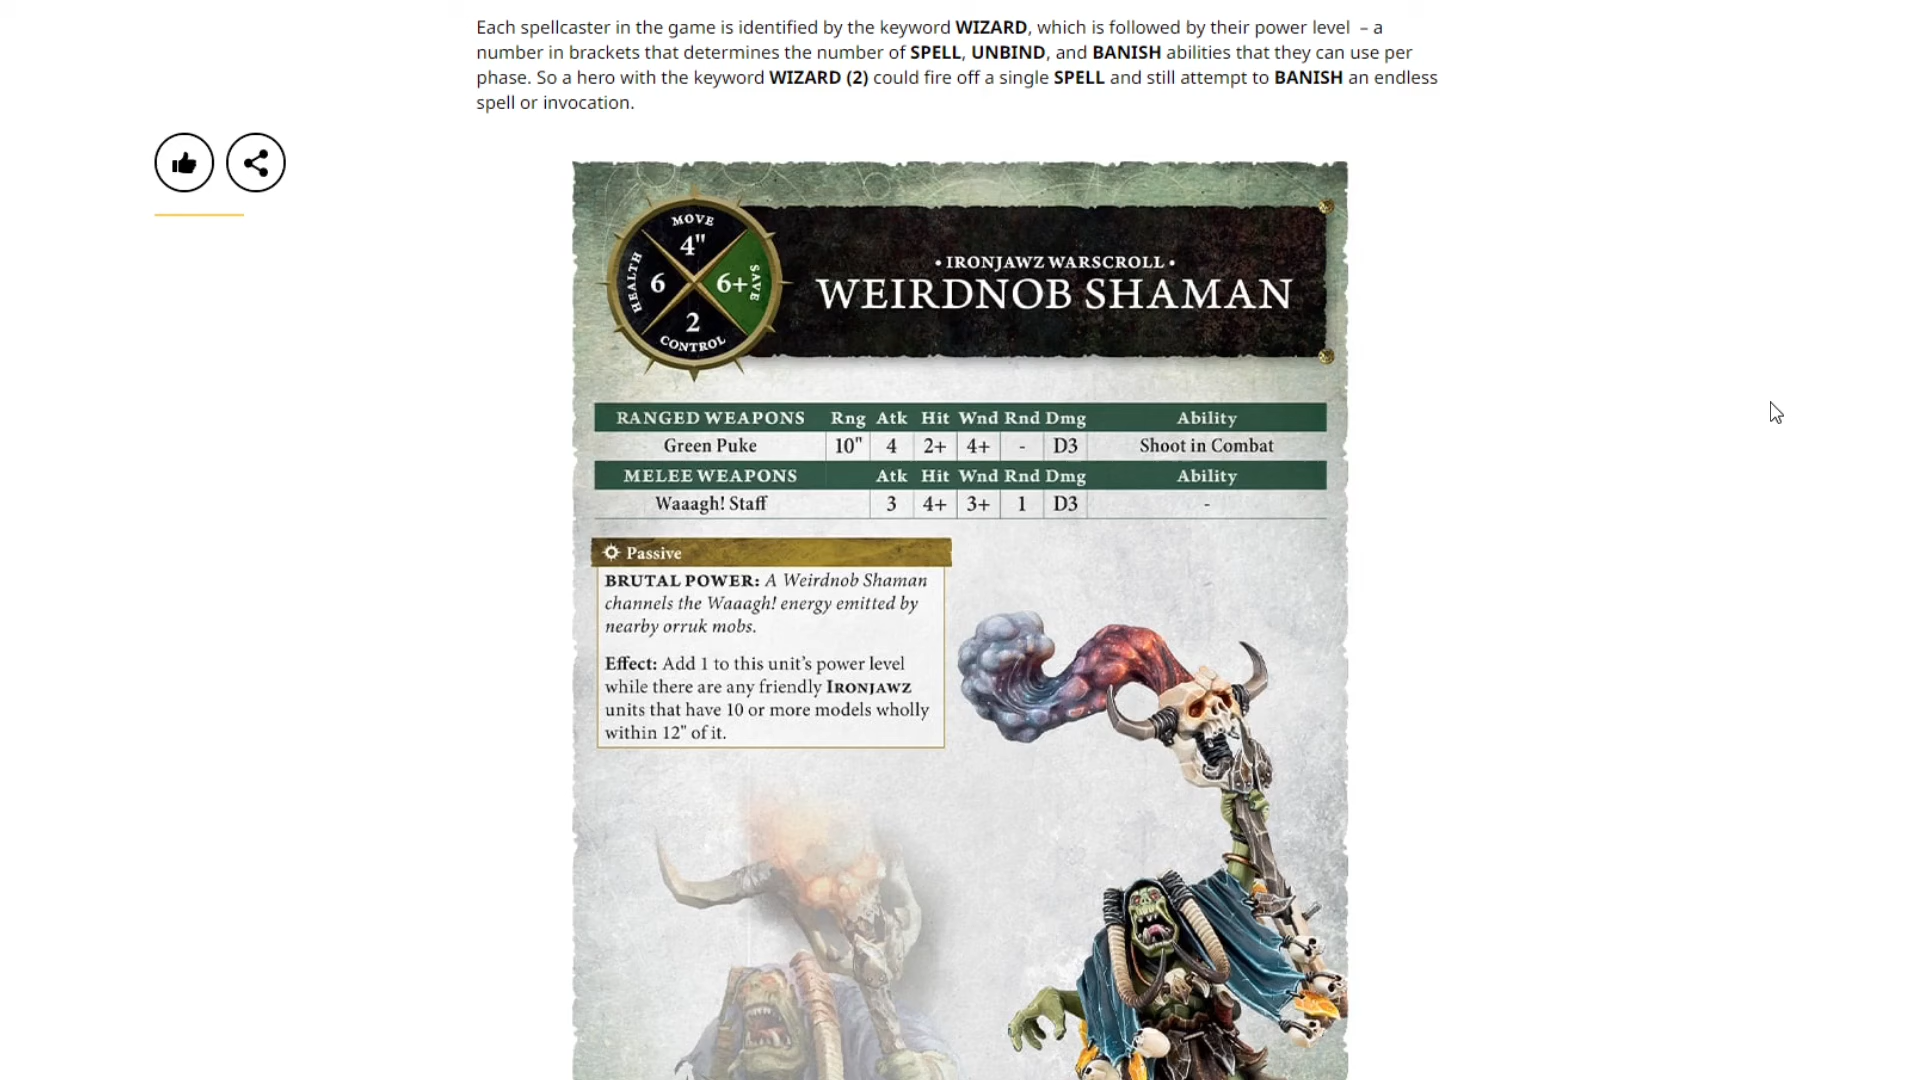 Each spellcaster in the game is identified by the keyword WIZARD, which is followed by their power level – a
number in brackets that determines the number of SPELL, UNBIND, and BANISH abilities that they can use per
phase. So a hero with the keyword WIZARD (2) could fire off a single SPELL and still attempt to BANISH an endless
spell or invocation.
MOVE
4"
HEALTH 6 6+ SAVE
2
CONTROL
• IRONJAWZ WARSCROLL •
WEIRDNOB SHAMAN
RANGED WEAPONS Rng Atk Hit Wnd Rnd Dmg Ability
Green Puke 10" 4 2+ 4+ - D3 Shoot in Combat
MELEE WEAPONS Atk Hit Wnd Rnd Dmg Ability
Waaagh! Staff 3 4+ 3+ 1 D3 -
Passive
BRUTAL POWER: A Weirdnob Shaman
channels the Waaagh! energy emitted by
nearby orruk mobs.
Effect: Add 1 to this unit's power level
while there are any friendly IRONJAWZ
units that have 10 or more models wholly
within 12" of it.